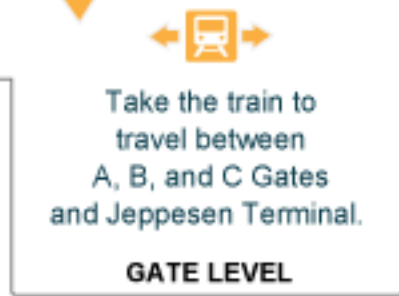 Take the train to
travel between
A, B, and C Gates
and Jeppesen Terminal.
GATE LEVEL